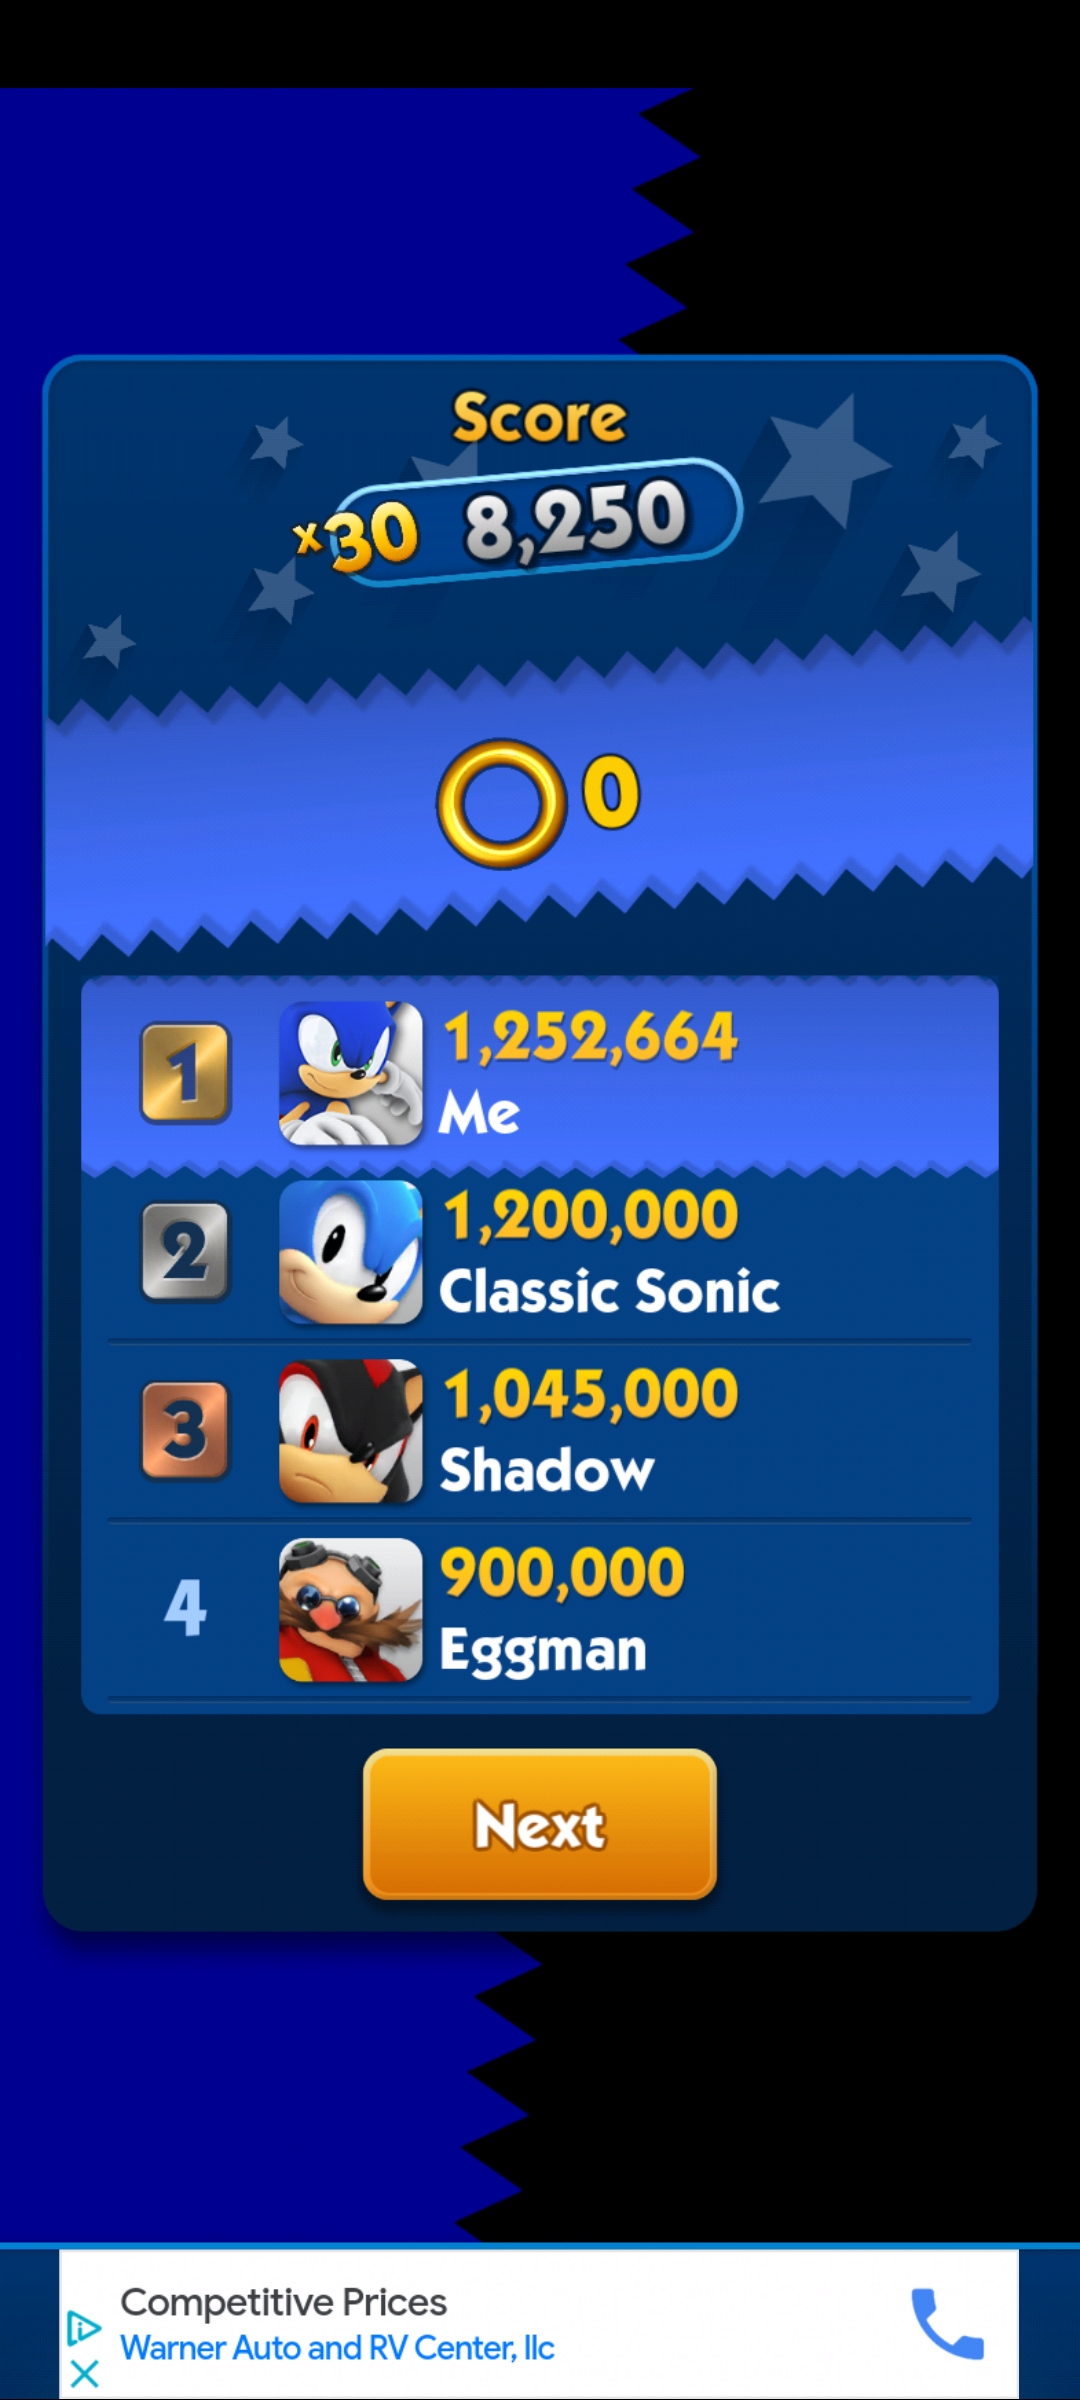 Score
x30 8,250
0
1 1,252,664
Me
2 1,200,000
Classic Sonic
3 1,045,000
Shadow
4 900,000
Eggman
Next
Competitive Prices
Warner Auto and RV Center, llc